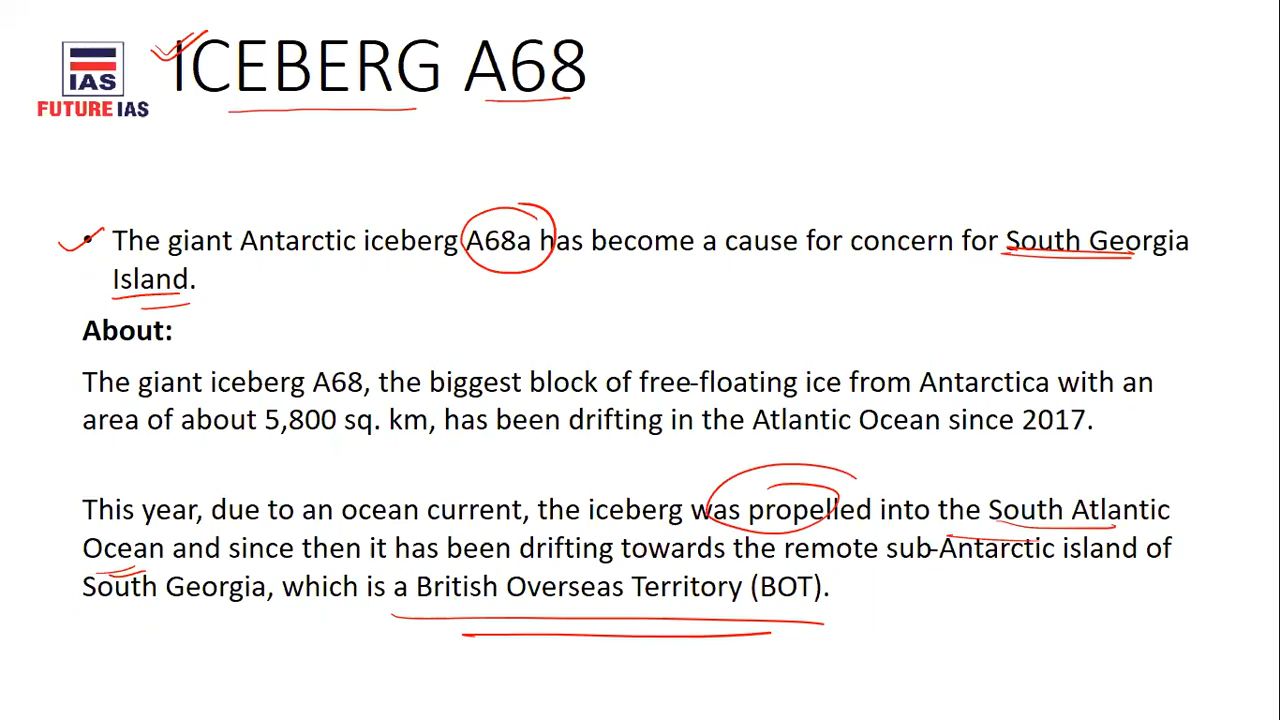 ICEBERG A68
IAS
FUTURE IAS
• The giant Antarctic iceberg A68a has become a cause for concern for South Georgia
Island.
About:
The giant iceberg A68, the biggest block of free-floating ice from Antarctica with an
area of about 5,800 sq. km, has been drifting in the Atlantic Ocean since 2017.
This year, due to an ocean current, the iceberg was propelled into the South Atlantic
Ocean and since then it has been drifting towards the remote sub-Antarctic island of
South Georgia, which is a British Overseas Territory (BOT).